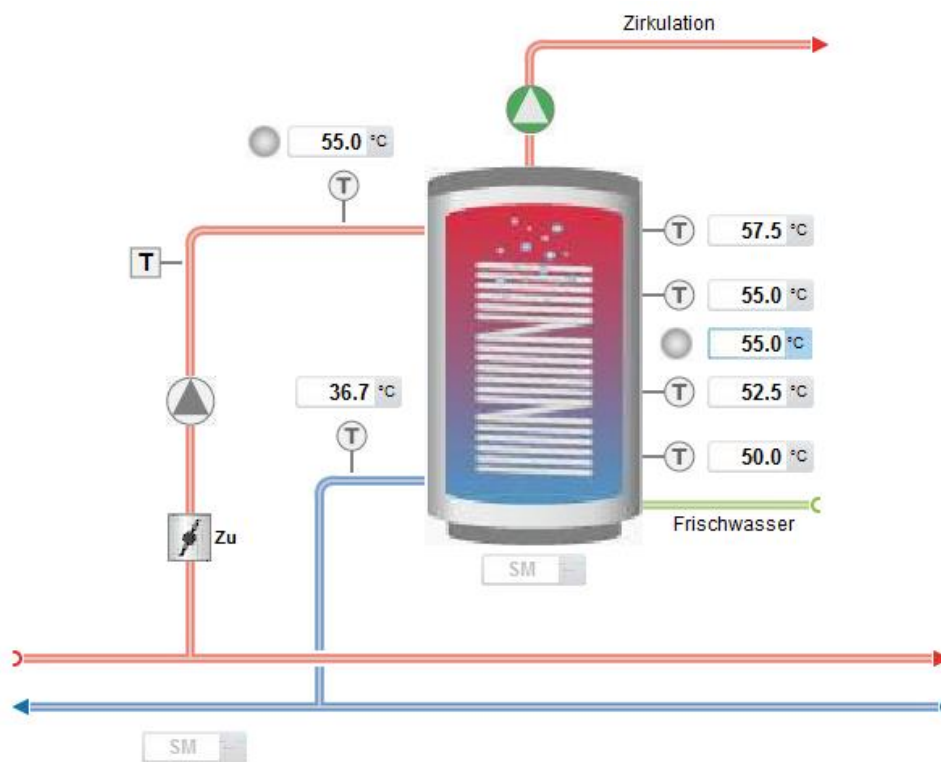 Zirkulation
55.0 °C
T
T
T 57.5 °C
T 55.0 °C
55.0 °C
36.7 °C
T 52.5 °C
T
T 50.0 °C
Frischwasser
Zu
SM
SM